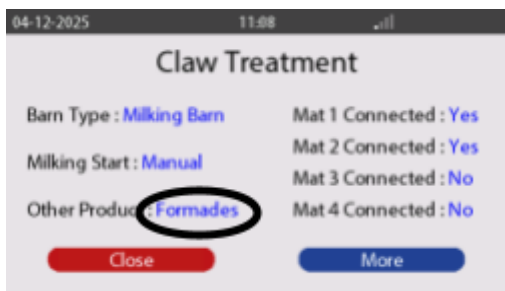 04-12-2025 11:08
Claw Treatment
Barn Type : Milking Barn
Milking Start : Manual
Other Product : Formades
Mat 1 Connected : Yes
Mat 2 Connected : Yes
Mat 3 Connected : No
Mat 4 Connected : No
Close
More